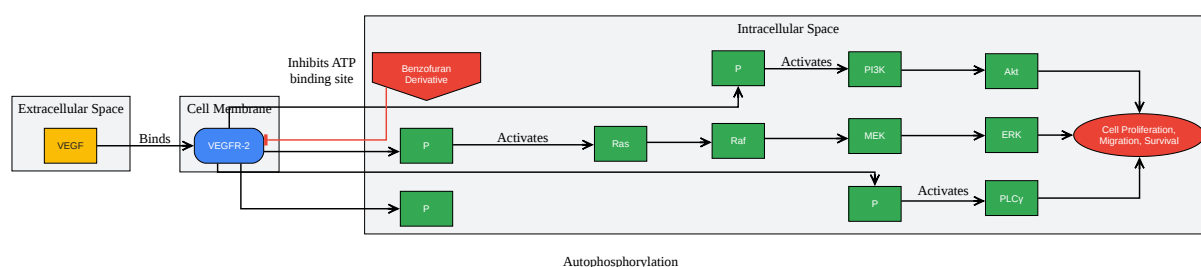 Intracellular Space
Inhibits ATP
binding site
Benzofuran
Derivative
P
Activates
PI3K
Akt
Extracellular Space
Cell Membrane
VEGF
Binds
VEGFR-2
P
Activates
Ras
Raf
MEK
ERK
Cell Proliferation,
Migration, Survival
P
P
Activates
PLCγ
Autophosphorylation